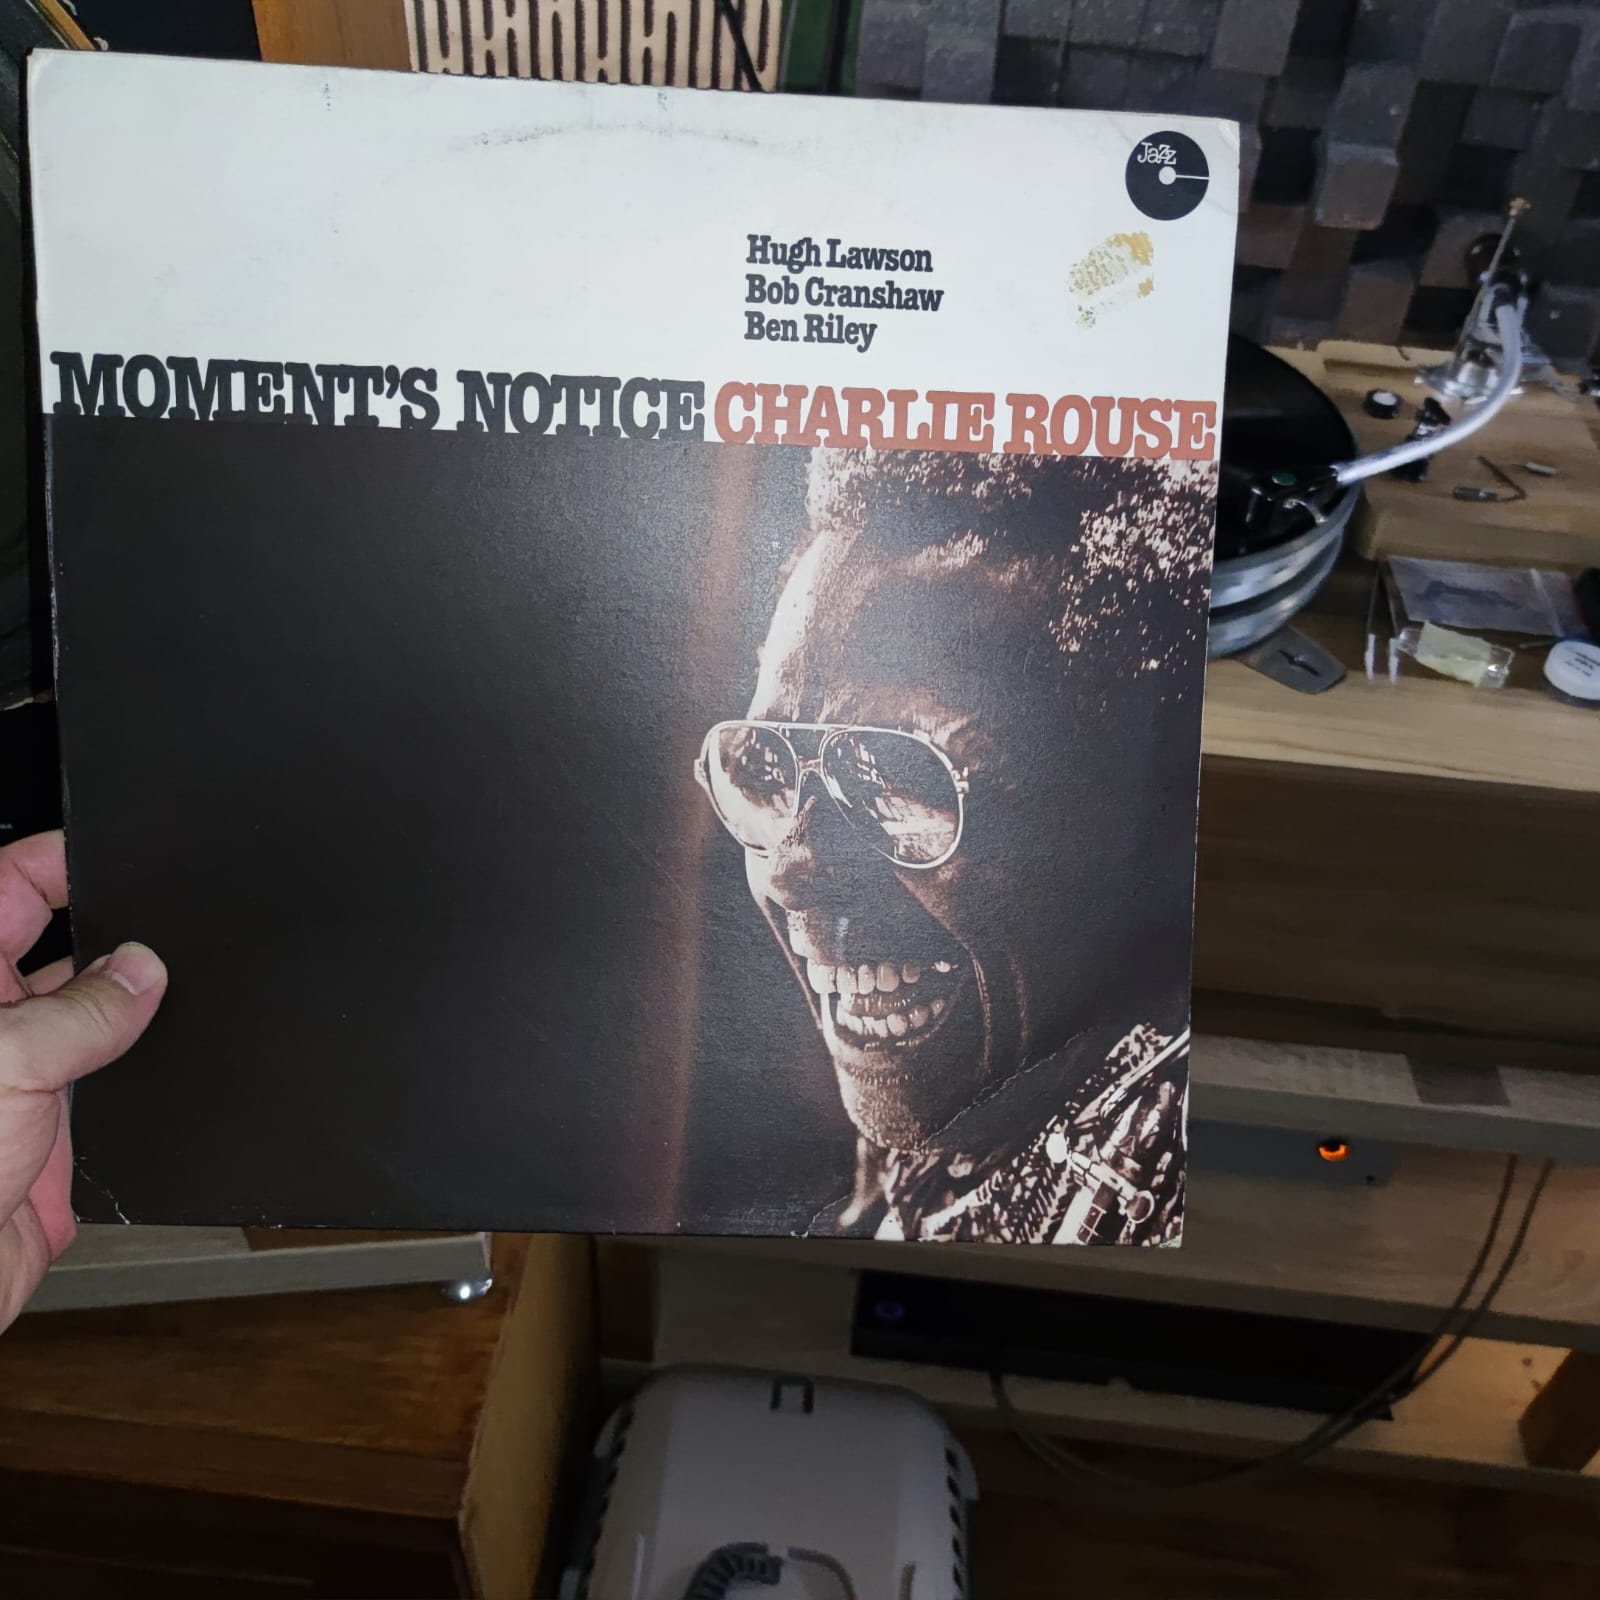 Jazz
Hugh Lawson
Bob Cranshaw
Ben Riley
MOMENT'S NOTICE CHARLIE ROUSE